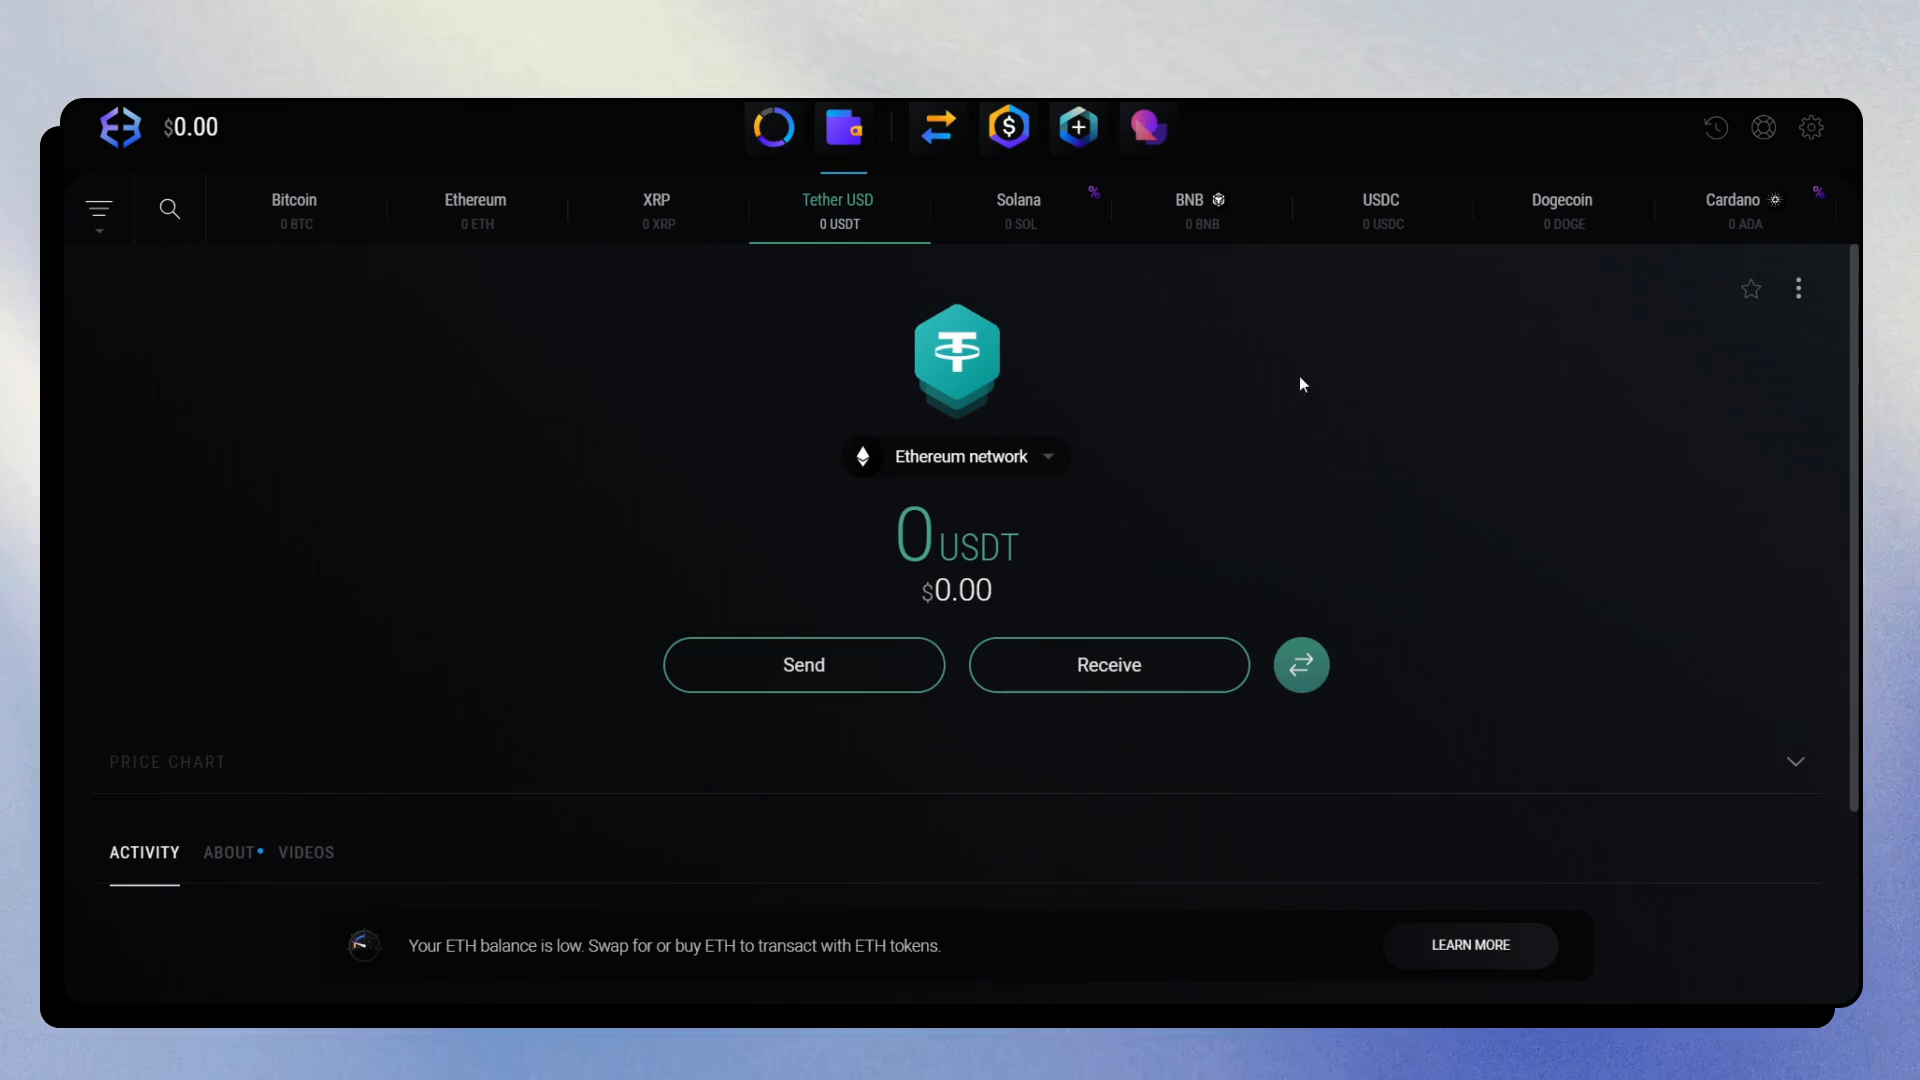 $0.00
Bitcoin
0 BTC
Ethereum
0 ETH
XRP
0 XRP
Tether USD
0 USDT
Solana
0 SOL
%
BNB
0 BNB
USDC
0 USDC
Dogecoin
0 DOGE
Cardano
0 ADA
%
Ethereum network
0 USDT
$0.00
Send
Receive
PRICE CHART
ACTIVITY
ABOUT
VIDEOS
Your ETH balance is low. Swap for or buy ETH to transact with ETH tokens.
LEARN MORE